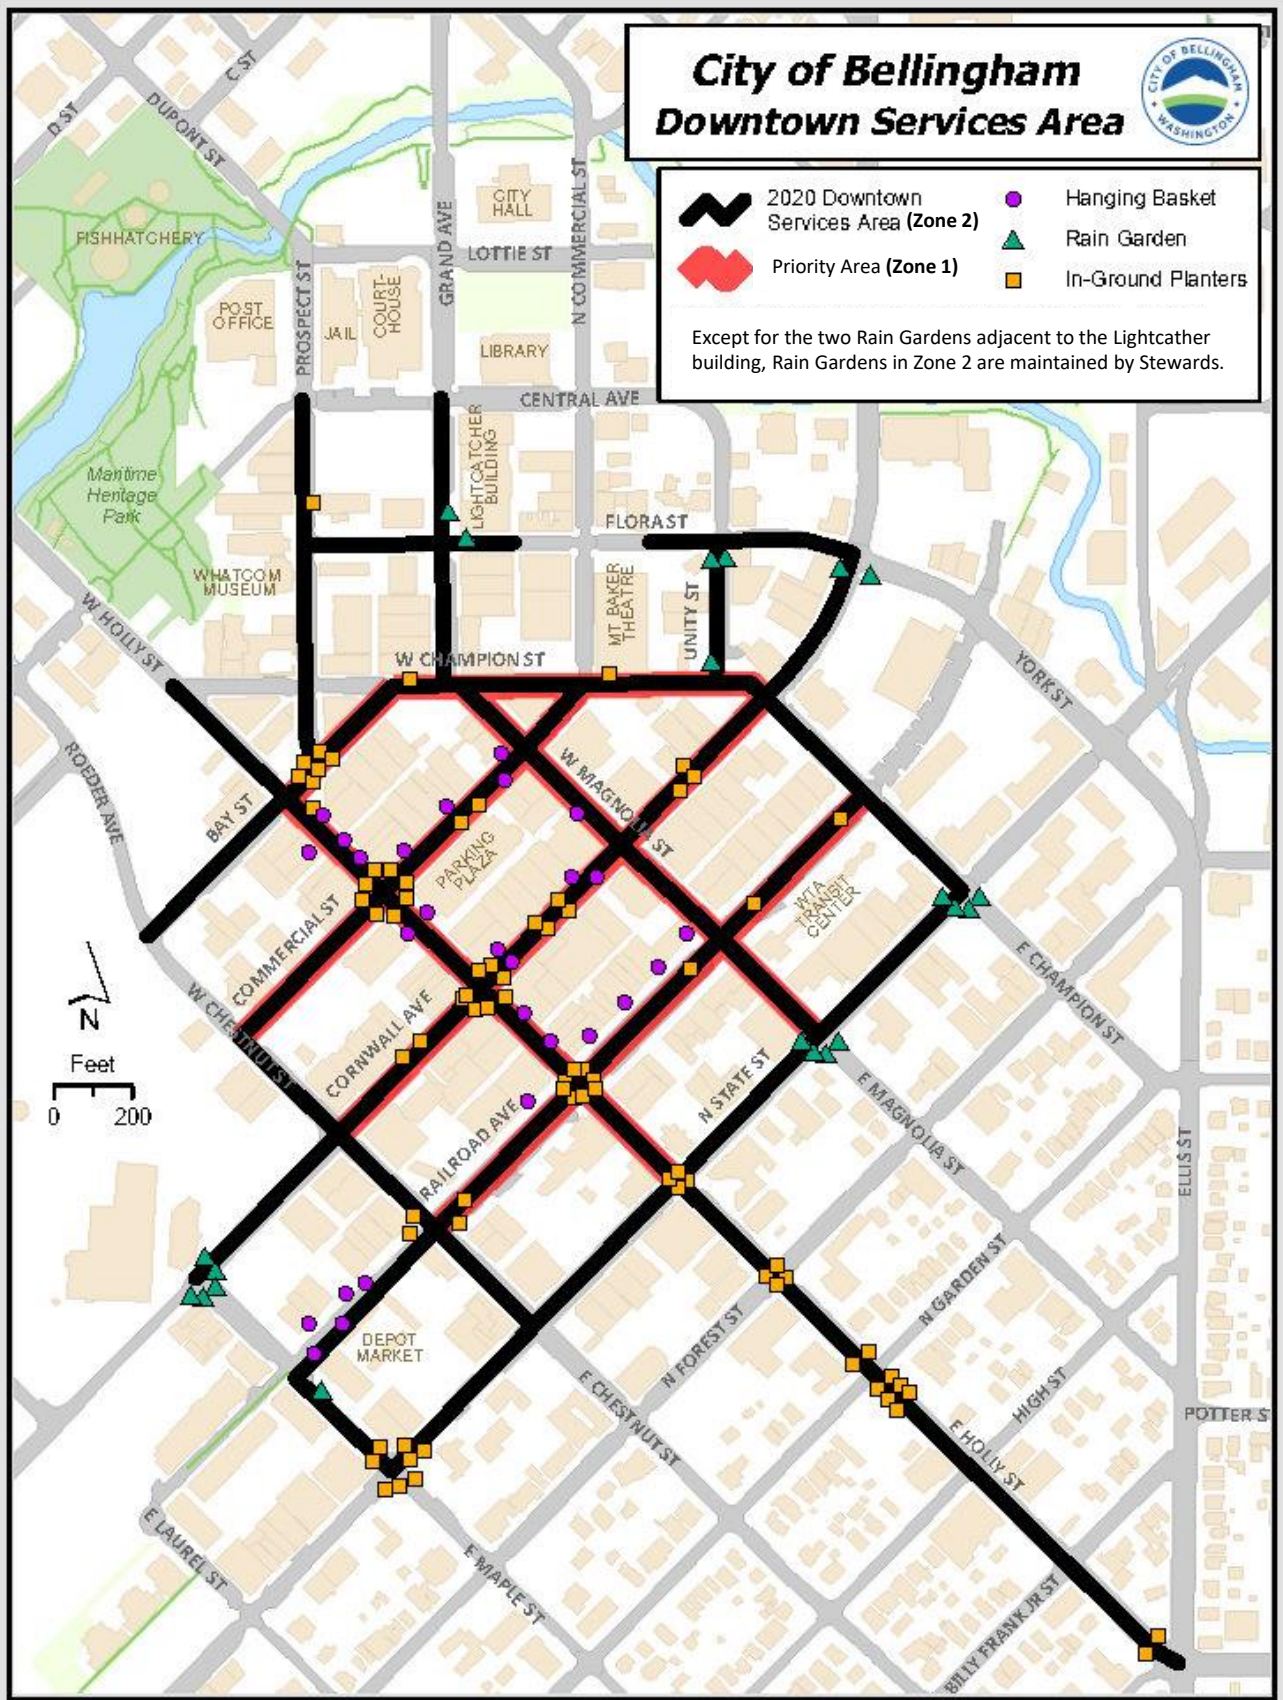 City of Bellingham
Downtown Services Area
CITY OF BELLINGHAM
WASHINGTON
2020 Downtown
Services Area (Zone 2)
Priority Area (Zone 1)
Hanging Basket
Rain Garden
In-Ground Planters
Except for the two Rain Gardens adjacent to the Lightcather
building, Rain Gardens in Zone 2 are maintained by Stewards.
C ST
D ST
DUPONT ST
FISHHATCHERY
CITY
HALL
GRAND AVE
N COMMERCIAL ST
LOTTIE ST
PROSPECT ST
POST
OFFICE
JAIL
COURT-
HOUSE
LIBRARY
CENTRAL AVE
Maritime
Heritage
Park
LIGHTCATCHER
BUILDING
FLORA ST
WHATCOM
MUSEUM
MT BAKER
THEATRE
UNITY ST
W HOLLY ST
W CHAMPION ST
YORK ST
ROEDER AVE
BAY ST
W MAGNOLIA ST
PARKING
PLAZA
WTA
TRANSIT
CENTER
COMMERCIAL ST
E CHAMPION ST
W CHESTNUT ST
CORNWALL AVE
N
Feet
0
200
N STATE ST
RAILROAD AVE
E MAGNOLIA ST
ELLIS ST
N GARDEN ST
N FOREST ST
DEPOT
MARKET
E CHESTNUT ST
HIGH ST
POTTER S
E HOLLY ST
E LAUREL ST
E MAPLE ST
BILLY FRANK JR ST